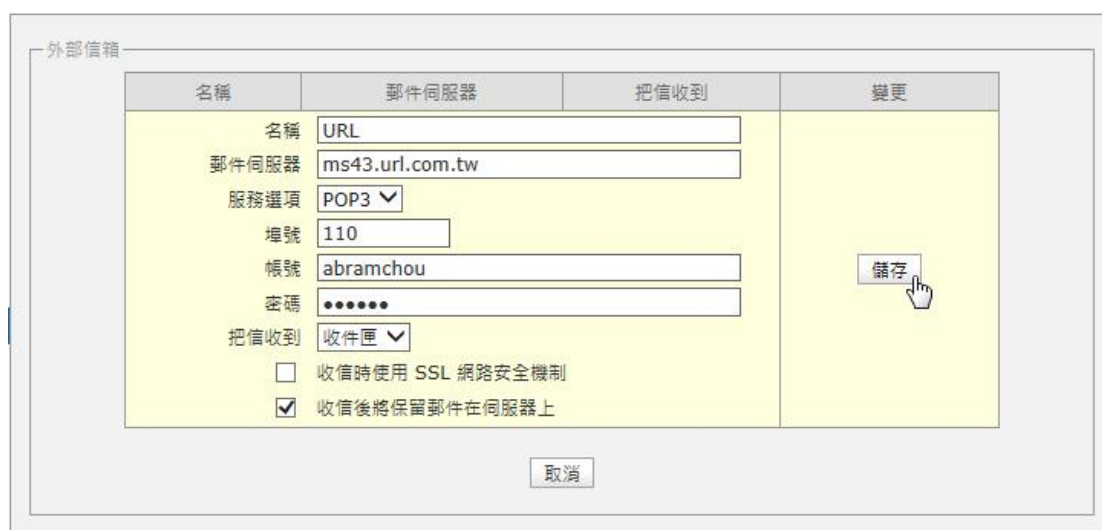 外部信箱
名稱 郵件伺服器 把信收到 變更
名稱 URL
郵件伺服器 ms43.url.com.tw
服務選項 POP3
埠號 110
帳號 abramchou
密碼 ●●●●●●
把信收到 收件匣
儲存
收信時使用 SSL 網路安全機制
收信後將保留郵件在伺服器上
取消